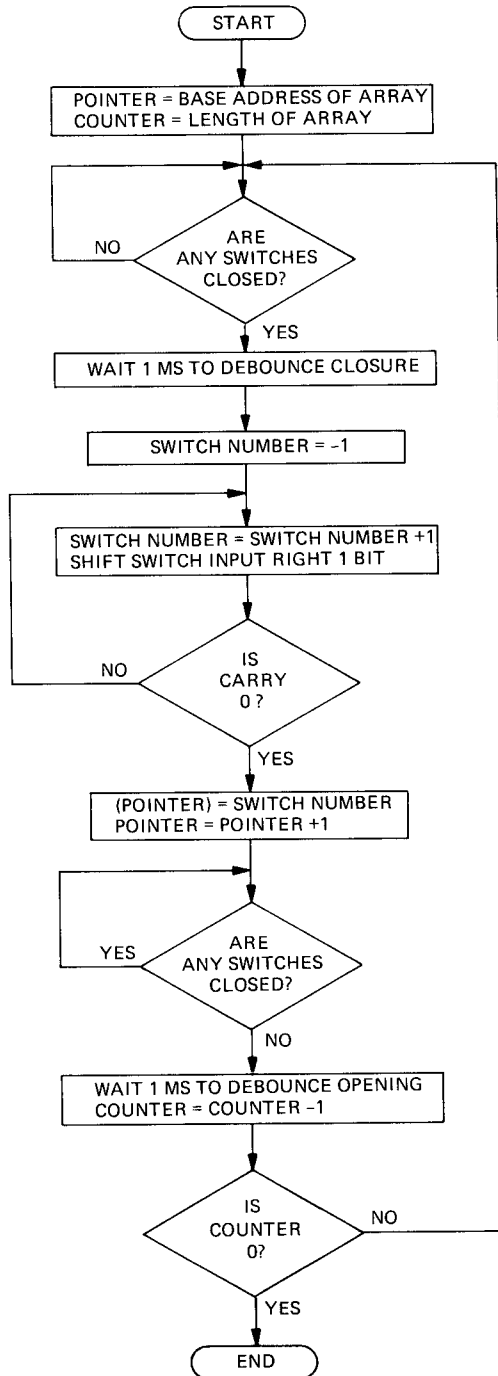 START
POINTER = BASE ADDRESS OF ARRAY
COUNTER = LENGTH OF ARRAY
NO
ARE
ANY SWITCHES
CLOSED?
YES
WAIT 1 MS TO DEBOUNCE CLOSURE
SWITCH NUMBER = -1
SWITCH NUMBER = SWITCH NUMBER +1
SHIFT SWITCH INPUT RIGHT 1 BIT
NO
IS
CARRY
0?
YES
(POINTER) = SWITCH NUMBER
POINTER = POINTER +1
YES
ARE
ANY SWITCHES
CLOSED?
NO
WAIT 1 MS TO DEBOUNCE OPENING
COUNTER = COUNTER -1
IS
COUNTER
0?
NO
YES
END